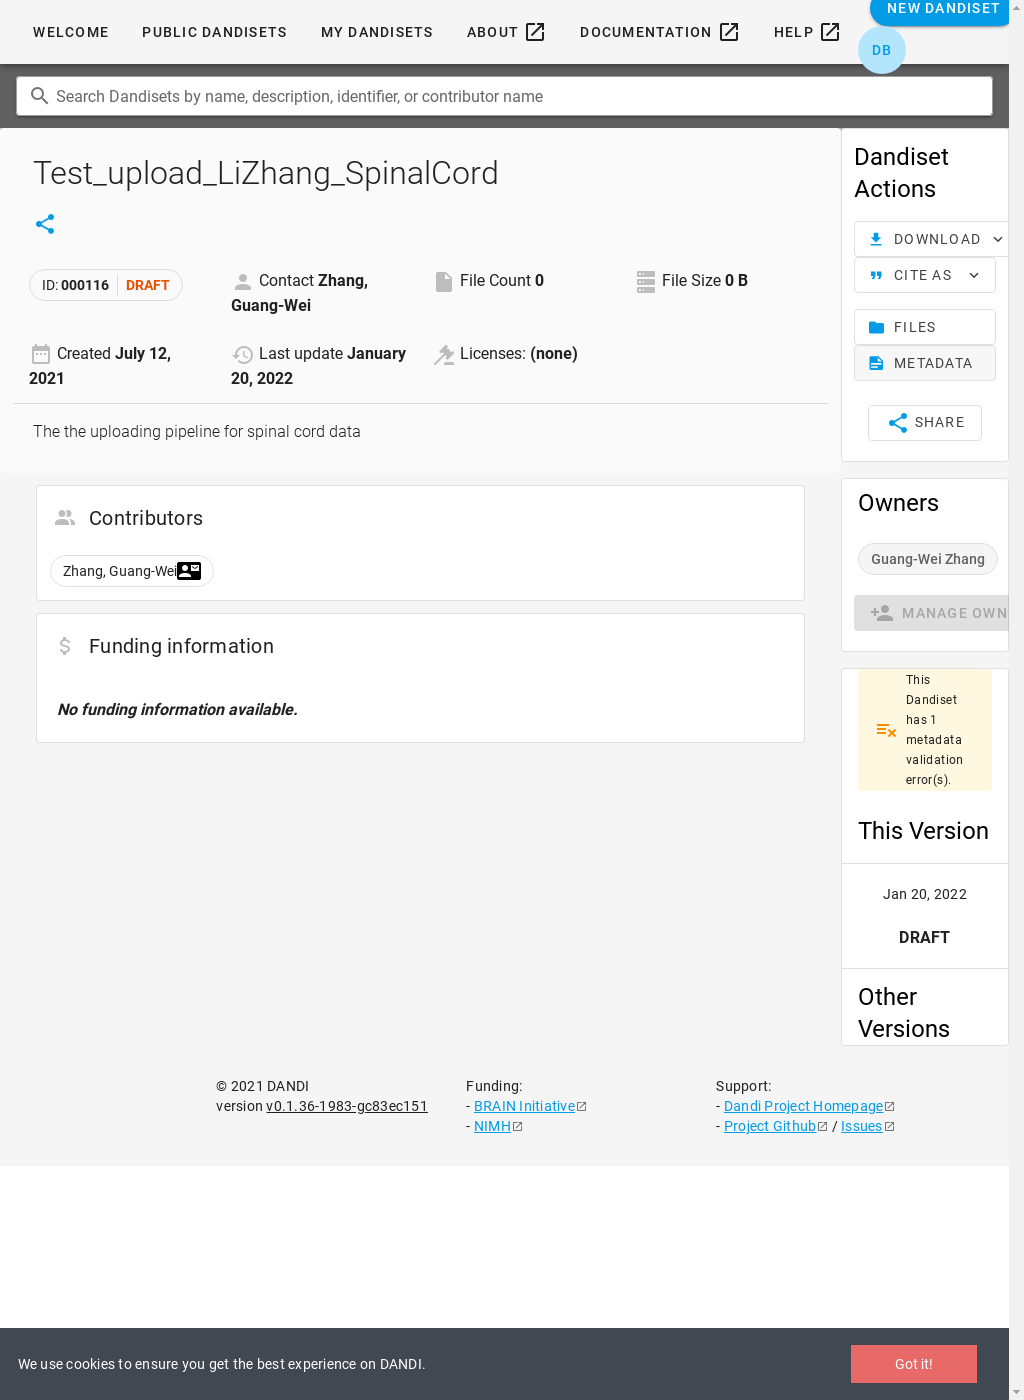 WELCOME
PUBLIC DANDISETS
MY DANDISETS
ABOUT
DOCUMENTATION
HELP
NEW DANDISET
DB
Search Dandisets by name, description, identifier, or contributor name
Test_upload_LiZhang_SpinalCord
ID: 000116 DRAFT
Contact Zhang,
Guang-Wei
File Count 0
File Size 0 B
Created July 12,
2021
Last update January
20, 2022
Licenses: (none)
The the uploading pipeline for spinal cord data
Contributors
Zhang, Guang-Wei
Funding information
No funding information available.
Dandiset
Actions
DOWNLOAD
CITE AS
FILES
METADATA
SHARE
Owners
Guang-Wei Zhang
MANAGE OWN
This
Dandiset
has 1
metadata
validation
error(s).
This Version
Jan 20, 2022
DRAFT
Other
Versions
© 2021 DANDI
version v0.1.36-1983-gc83ec151
Funding:
- BRAIN Initiative
- NIMH
Support:
- Dandi Project Homepage
- Project Github / Issues
We use cookies to ensure you get the best experience on DANDI.
Got it!